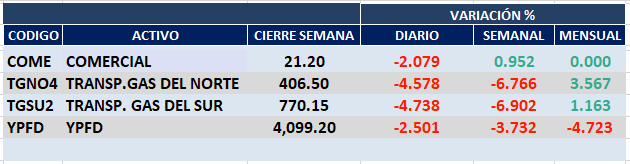 VARIACIÓN %
CODIGO ACTIVO CIERRE SEMANA DIARIO SEMANAL MENSUAL
COME COMERCIAL 21.20 -2.079 0.952 0.000
TGNO4 TRANSP.GAS DEL NORTE 406.50 -4.578 -6.766 3.567
TGSU2 TRANSP. GAS DEL SUR 770.15 -4.738 -6.902 1.163
YPFD YPFD 4,099.20 -2.501 -3.732 -4.723